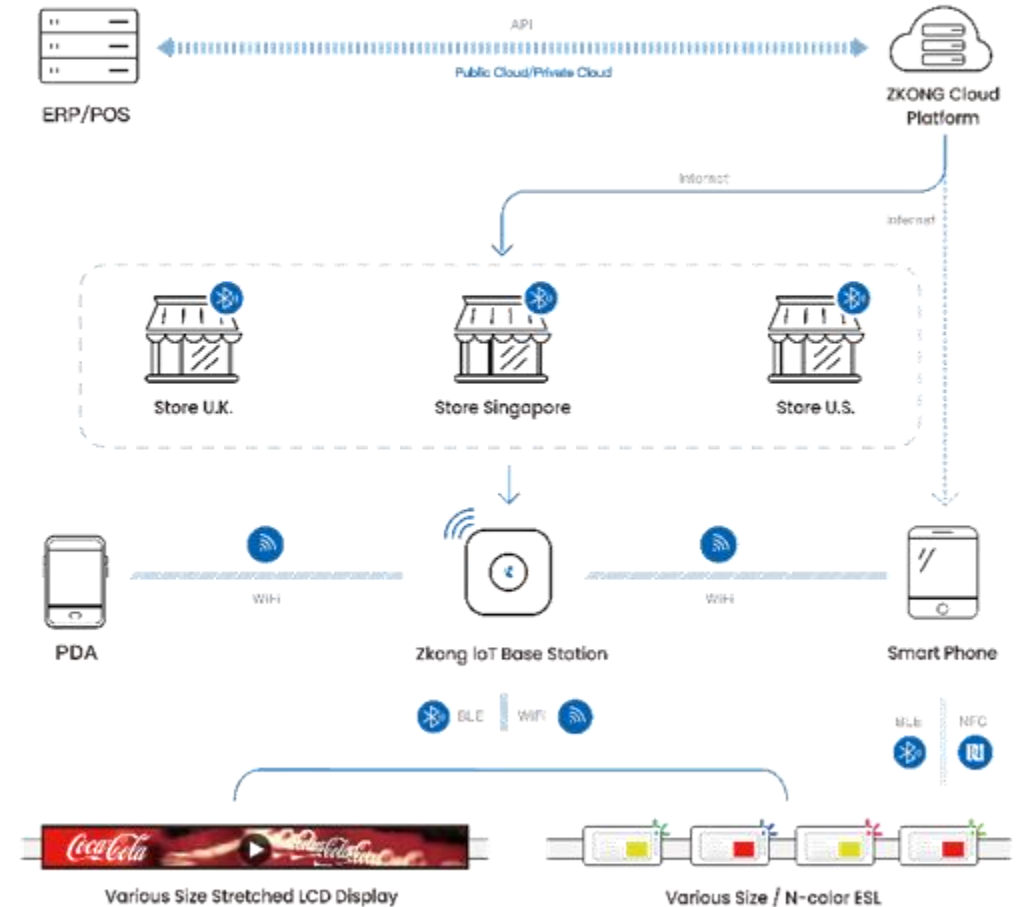 API
Public Cloud/Private Cloud
ERP/POS
ZKONG Cloud
Platform
Internet
Internet
Store U.K.
Store Singapore
Store U.S.
WiFi
WiFi
PDA
Zkong IoT Base Station
Smart Phone
BLE
WiFi
BLE
NFC
Coca-Cola
Coca-Cola
Various Size Stretched LCD Display
Various Size / N-color ESL